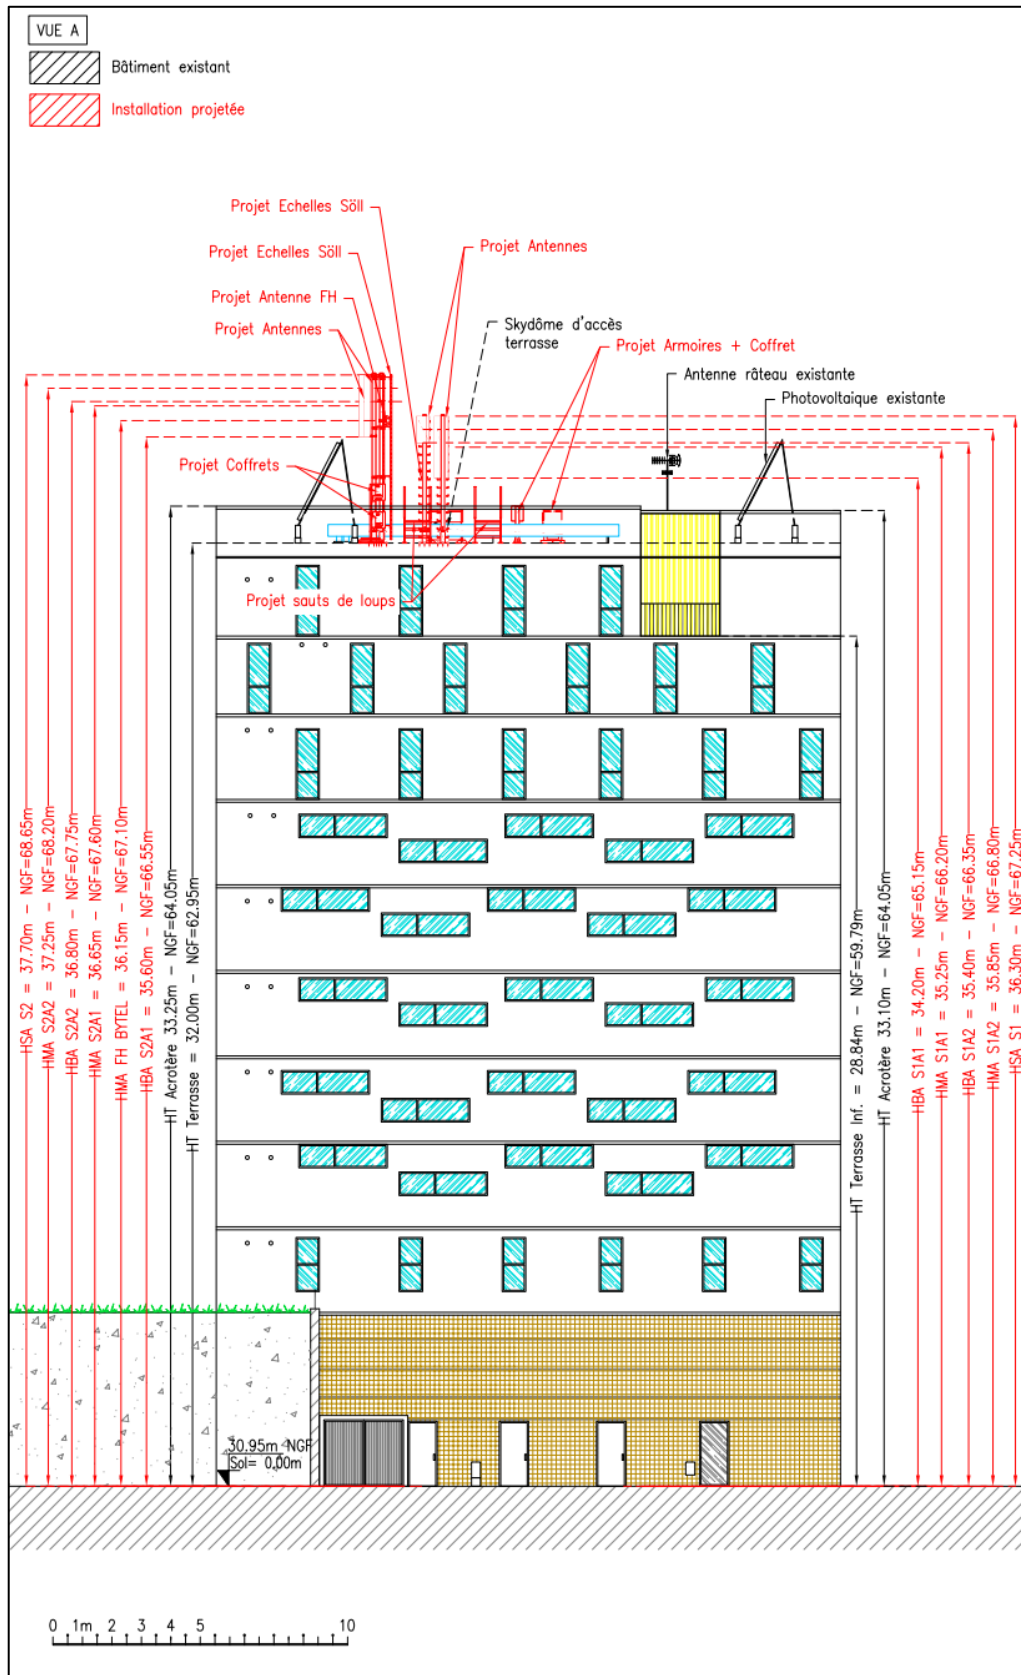 VUE A
Bâtiment existant
Installation projetée
Projet Echelles Söll
Projet Echelles Söll
Projet Antennes
Projet Antenne FH
Projet Antennes
Skydôme d'accès
terrasse
Projet Armoires + Coffret
Antenne râteau existante
Photovoltaique existante
Projet Coffrets
Projet sauts de loups
HSA S2 = 37.70m - NGF=68.65m
HMA S2A2 = 37.25m - NGF=68.20m
HBA S2A2 = 36.80m - NGF=67.75m
HMA S2A1 = 36.65m - NGF=67.60m
HMA FH BYTEL = 36.15m - NGF=67.10m
HBA S2A1 = 35.60m - NGF=66.55m
HT Acrotère 33.25m - NGF=64.05m
HT Terrasse = 32.00m - NGF=62.95m
HT Terrasse Inf. = 28.84m - NGF=59.79m
HT Acrotère 33.10m - NGF=64.05m
HBA S1A1 = 34.20m - NGF=65.15m
HMA S1A1 = 35.25m - NGF=66.20m
HBA S1A2 = 35.40m - NGF=66.35m
HMA S1A2 = 35.85m - NGF=66.80m
HSA S1 = 36.30m - NGF=67.25m
30.95m NGF
Sol= 0,00m
0 1m 2 3 4 5 10